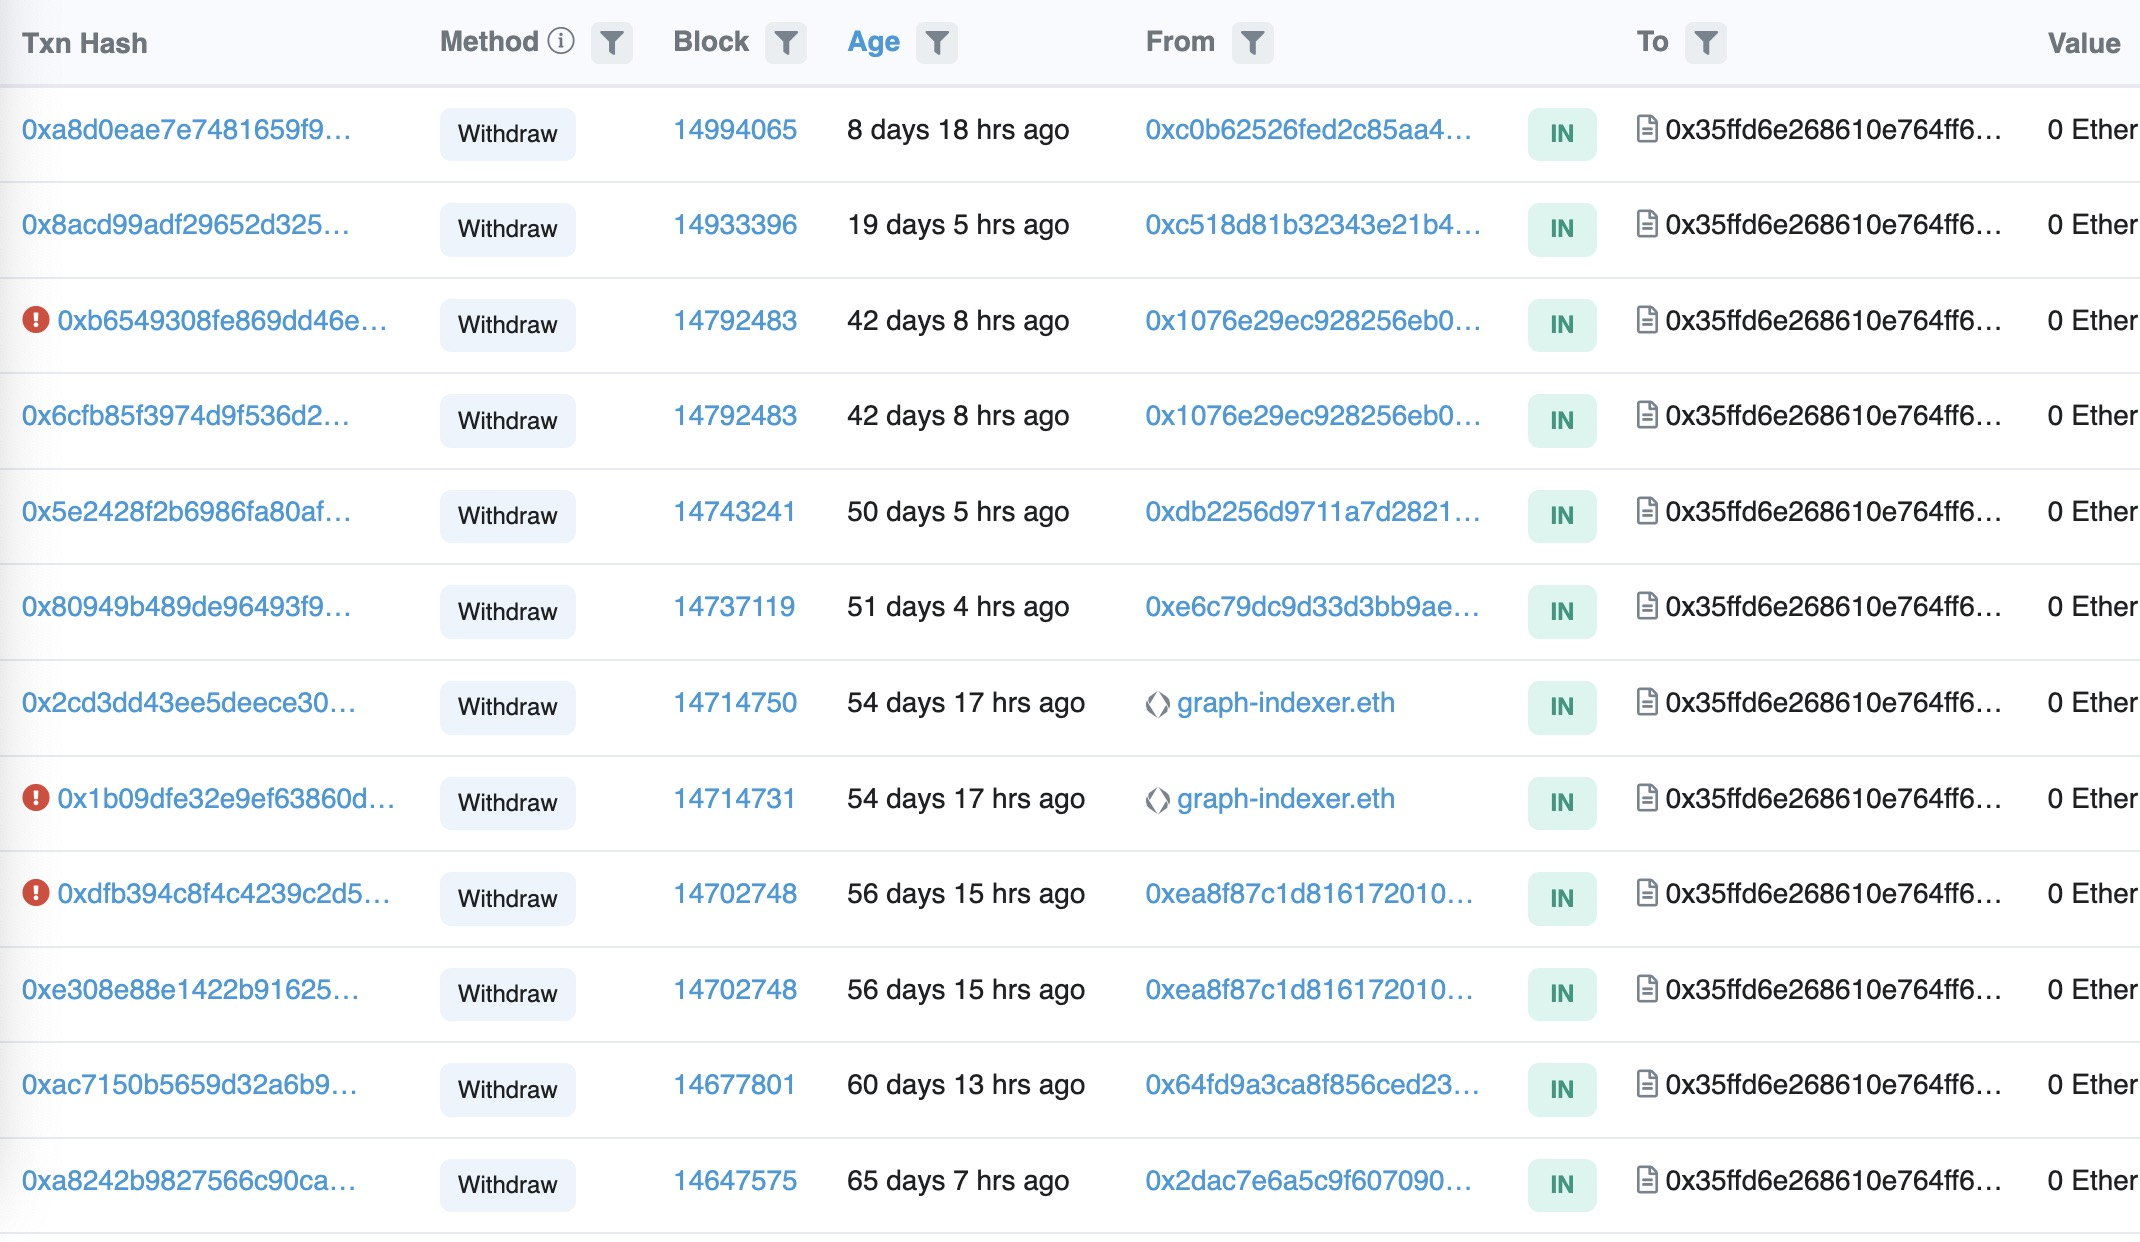 Txn Hash Method Block Age From To Value
0xa8d0eae7e7481659f9... Withdraw 14994065 8 days 18 hrs ago 0xc0b62526fed2c85aa4... IN 0x35ffd6e268610e764ff6... 0 Ether
0x8acd99adf29652d325... Withdraw 14933396 19 days 5 hrs ago 0xc518d81b32343e21b4... IN 0x35ffd6e268610e764ff6... 0 Ether
0xb6549308fe869dd46e... Withdraw 14792483 42 days 8 hrs ago 0x1076e29ec928256eb0... IN 0x35ffd6e268610e764ff6... 0 Ether
0x6cfb85f3974d9f536d2... Withdraw 14792483 42 days 8 hrs ago 0x1076e29ec928256eb0... IN 0x35ffd6e268610e764ff6... 0 Ether
0x5e2428f2b6986fa80af... Withdraw 14743241 50 days 5 hrs ago 0xdb2256d9711a7d2821... IN 0x35ffd6e268610e764ff6... 0 Ether
0x80949b489de96493f9... Withdraw 14737119 51 days 4 hrs ago 0xe6c79dc9d33d3bb9ae... IN 0x35ffd6e268610e764ff6... 0 Ether
0x2cd3dd43ee5deece30... Withdraw 14714750 54 days 17 hrs ago graph-indexer.eth IN 0x35ffd6e268610e764ff6... 0 Ether
0x1b09dfe32e9ef63860d... Withdraw 14714731 54 days 17 hrs ago graph-indexer.eth IN 0x35ffd6e268610e764ff6... 0 Ether
0xdfb394c8f4c4239c2d5... Withdraw 14702748 56 days 15 hrs ago 0xea8f87c1d816172010... IN 0x35ffd6e268610e764ff6... 0 Ether
0xe308e88e1422b91625... Withdraw 14702748 56 days 15 hrs ago 0xea8f87c1d816172010... IN 0x35ffd6e268610e764ff6... 0 Ether
0xac7150b5659d32a6b9... Withdraw 14677801 60 days 13 hrs ago 0x64fd9a3ca8f856ced23... IN 0x35ffd6e268610e764ff6... 0 Ether
0xa8242b9827566c90ca... Withdraw 14647575 65 days 7 hrs ago 0x2dac7e6a5c9f607090... IN 0x35ffd6e268610e764ff6... 0 Ether